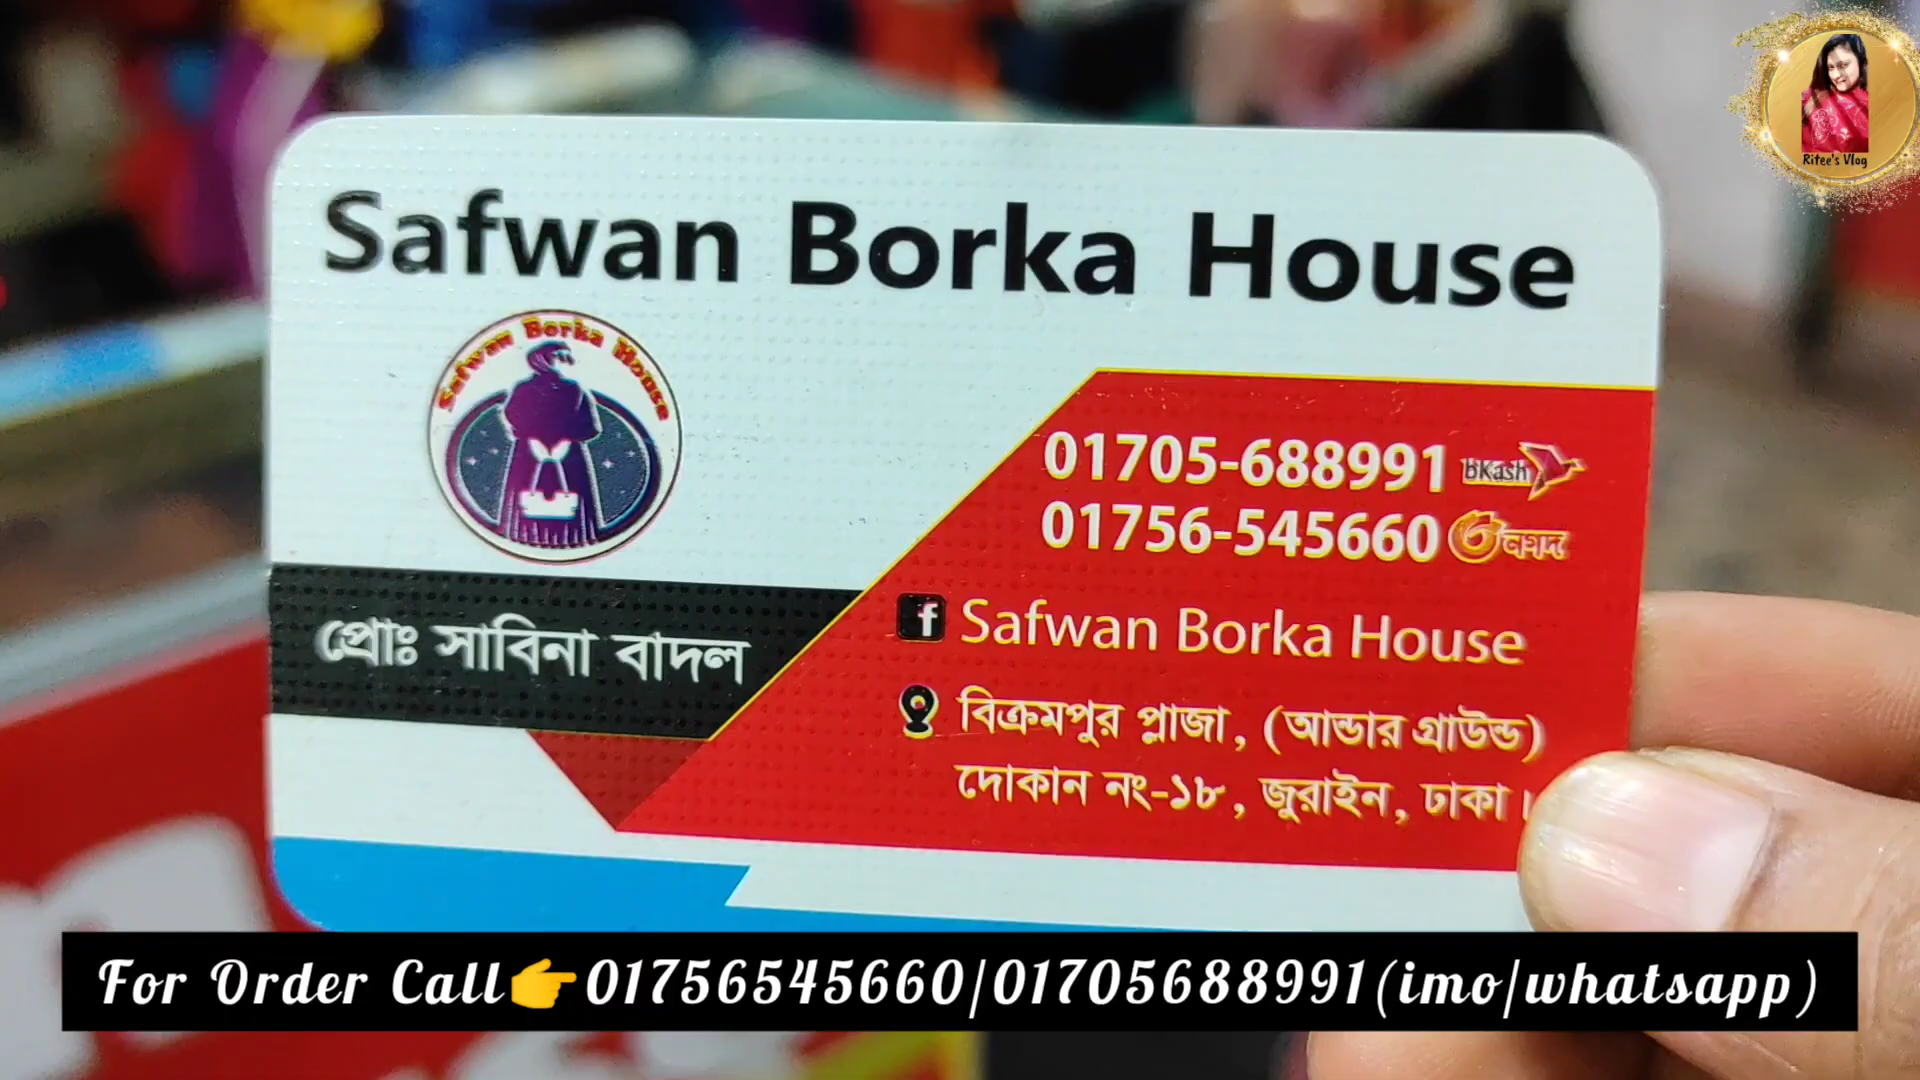 Ritee's Vlog
Safwan Borka House
Safwan Borka House
01705-688991 bKash
01756-545660 নগদ
প্রোঃ সাবিনা বাদল
Safwan Borka House
বিক্রমপুর প্লাজা, (আন্ডার গ্রাউন্ড)
দোকান নং-১৮, জুরাইন, ঢাকা।
For Order Call👉01756545660/01705688991(imo/whatsapp)